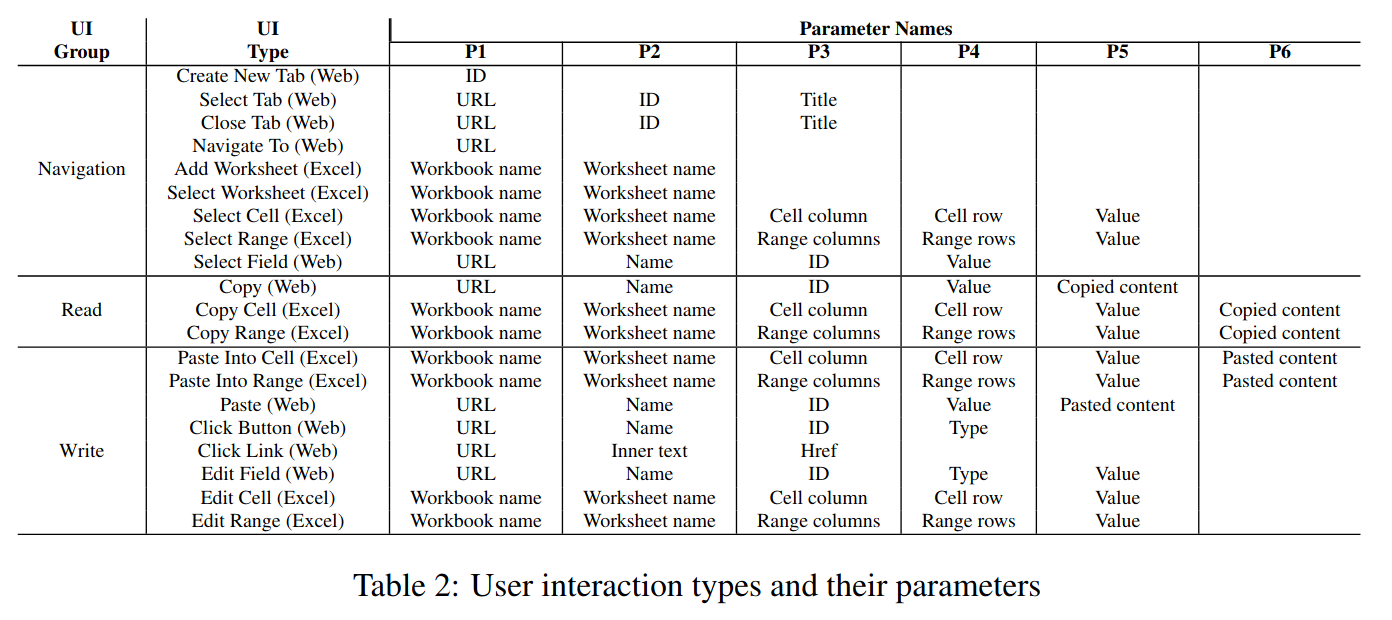 UI UI Parameter Names
Group Type P1 P2 P3 P4 P5 P6
Create New Tab (Web) ID
Select Tab (Web) URL ID Title
Close Tab (Web) URL ID Title
Navigate To (Web) URL
Navigation Add Worksheet (Excel) Workbook name Worksheet name
Select Worksheet (Excel) Workbook name Worksheet name
Select Cell (Excel) Workbook name Worksheet name Cell column Cell row Value
Select Range (Excel) Workbook name Worksheet name Range columns Range rows Value
Select Field (Web) URL Name ID Value
Copy (Web) URL Name ID Value Copied content
Read Copy Cell (Excel) Workbook name Worksheet name Cell column Cell row Value Copied content
Copy Range (Excel) Workbook name Worksheet name Range columns Range rows Value Copied content
Paste Into Cell (Excel) Workbook name Worksheet name Cell column Cell row Value Pasted content
Paste Into Range (Excel) Workbook name Worksheet name Range columns Range rows Value Pasted content
Paste (Web) URL Name ID Value Pasted content
Click Button (Web) URL Name ID Type
Write Click Link (Web) URL Inner text Href
Edit Field (Web) URL Name ID Type Value
Edit Cell (Excel) Workbook name Worksheet name Cell column Cell row Value
Edit Range (Excel) Workbook name Worksheet name Range columns Range rows Value
Table 2: User interaction types and their parameters